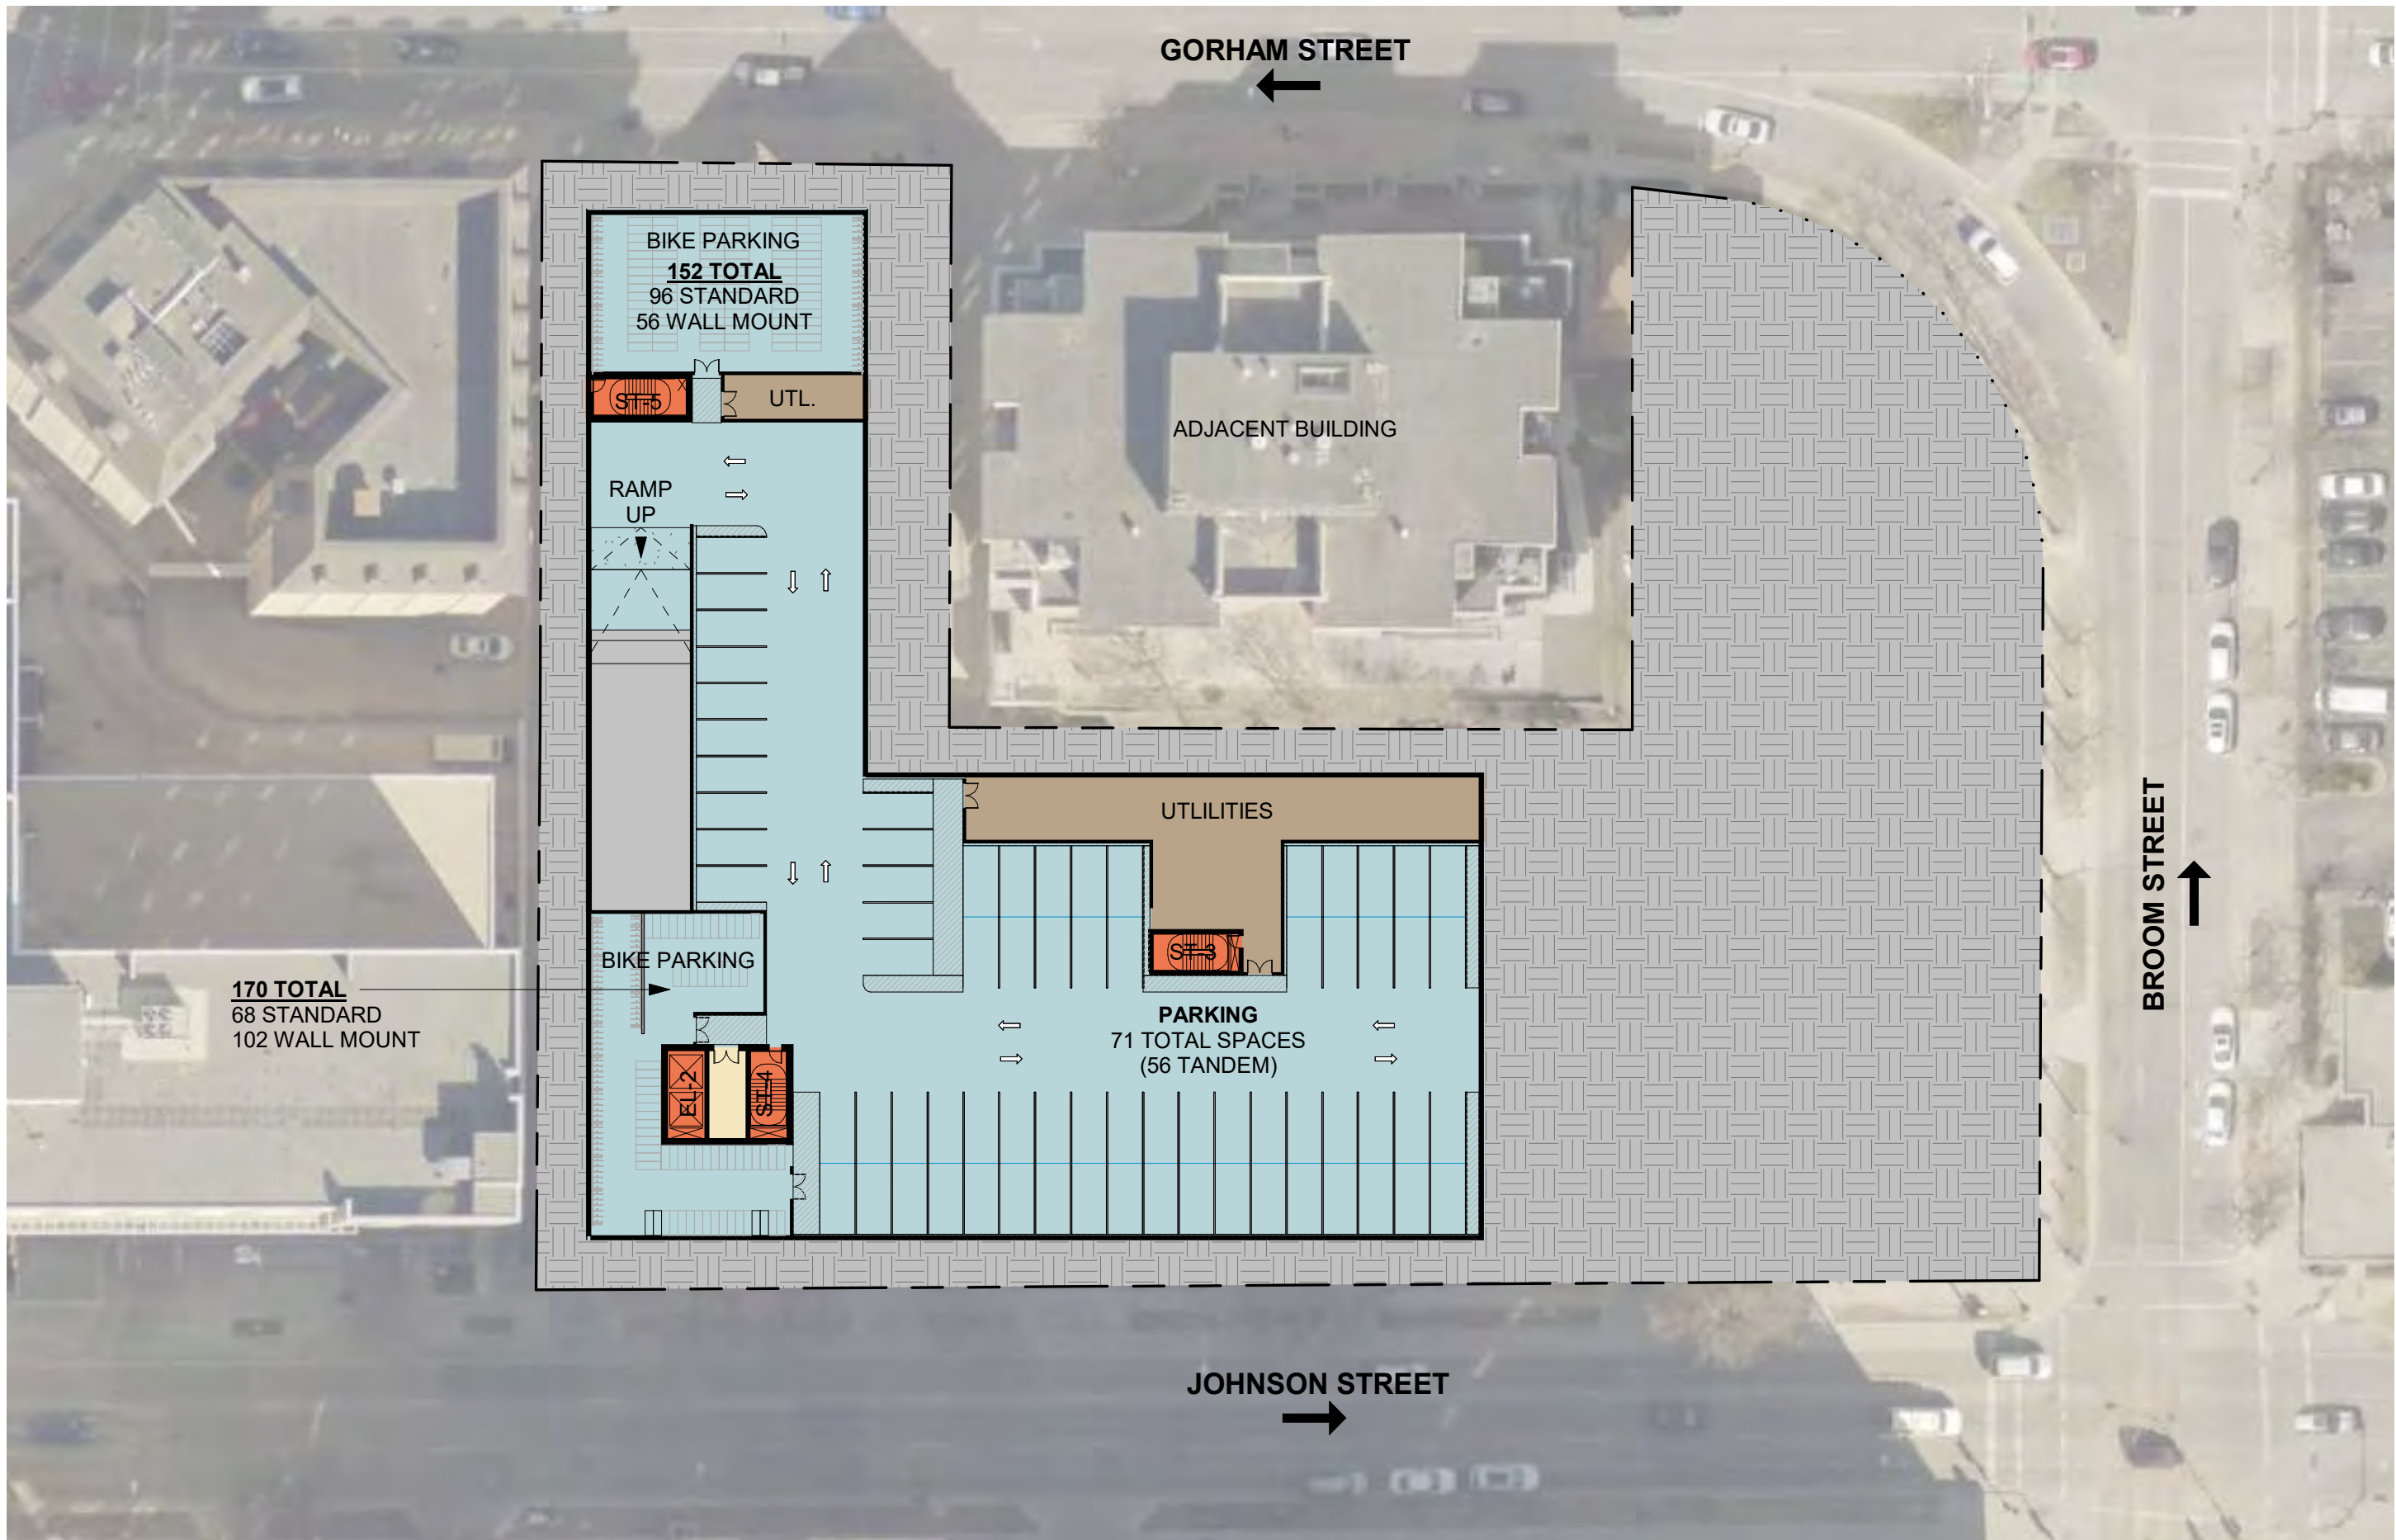 GORHAM STREET
BIKE PARKING
152 TOTAL
96 STANDARD
56 WALL MOUNT
ST-5
UTL.
ADJACENT BUILDING
RAMP
UP
UTLILITIES
BROOM STREET
BIKE PARKING
170 TOTAL
68 STANDARD
102 WALL MOUNT
ST-3
PARKING
71 TOTAL SPACES
(56 TANDEM)
EL-2
ST-4
JOHNSON STREET